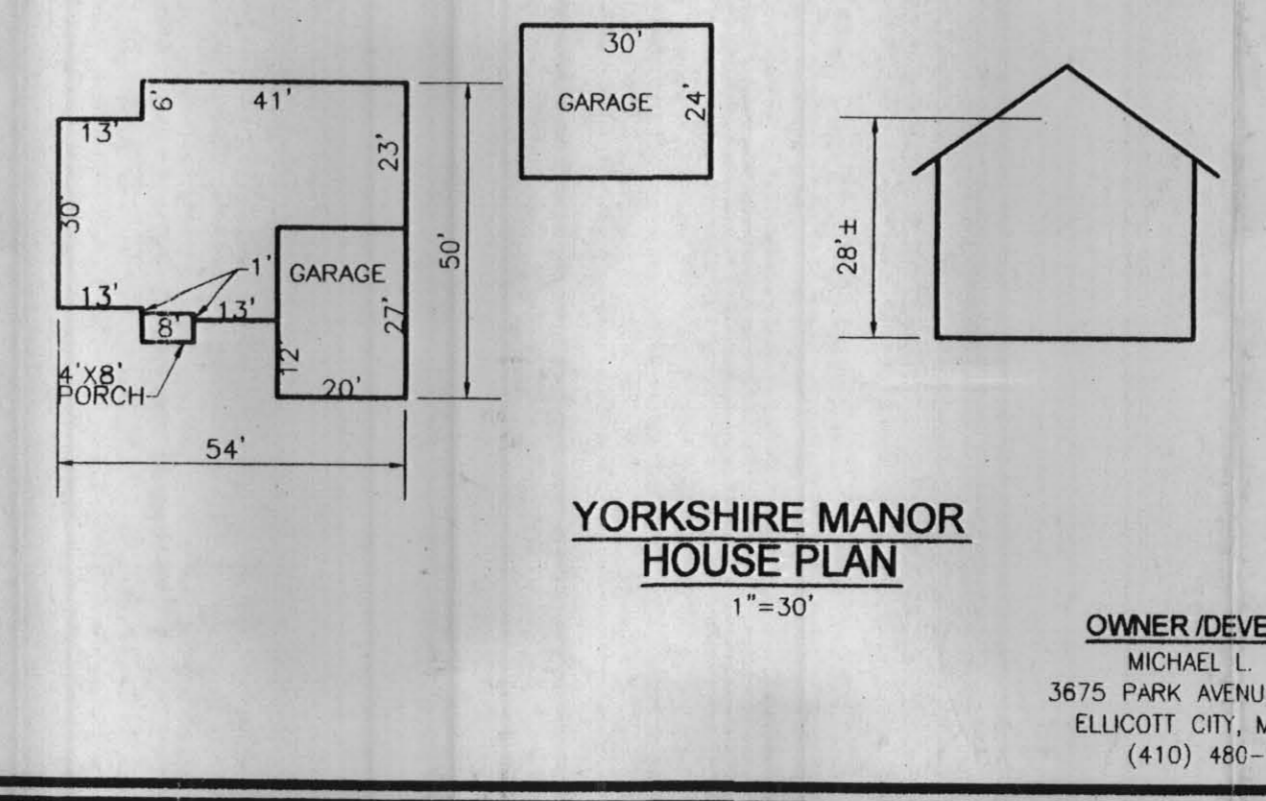 30'
GARAGE
24'
6'
41'
13'
23'
30'
50'
28'±
1'
GARAGE
13'
13'
8'
27'
12'
4'X8'
PORCH
20'
54'
YORKSHIRE MANOR
HOUSE PLAN
1"=30'
OWNER/DEVE
MICHAEL L.
3675 PARK AVENU
ELLICOTT CITY, M
(410) 480-